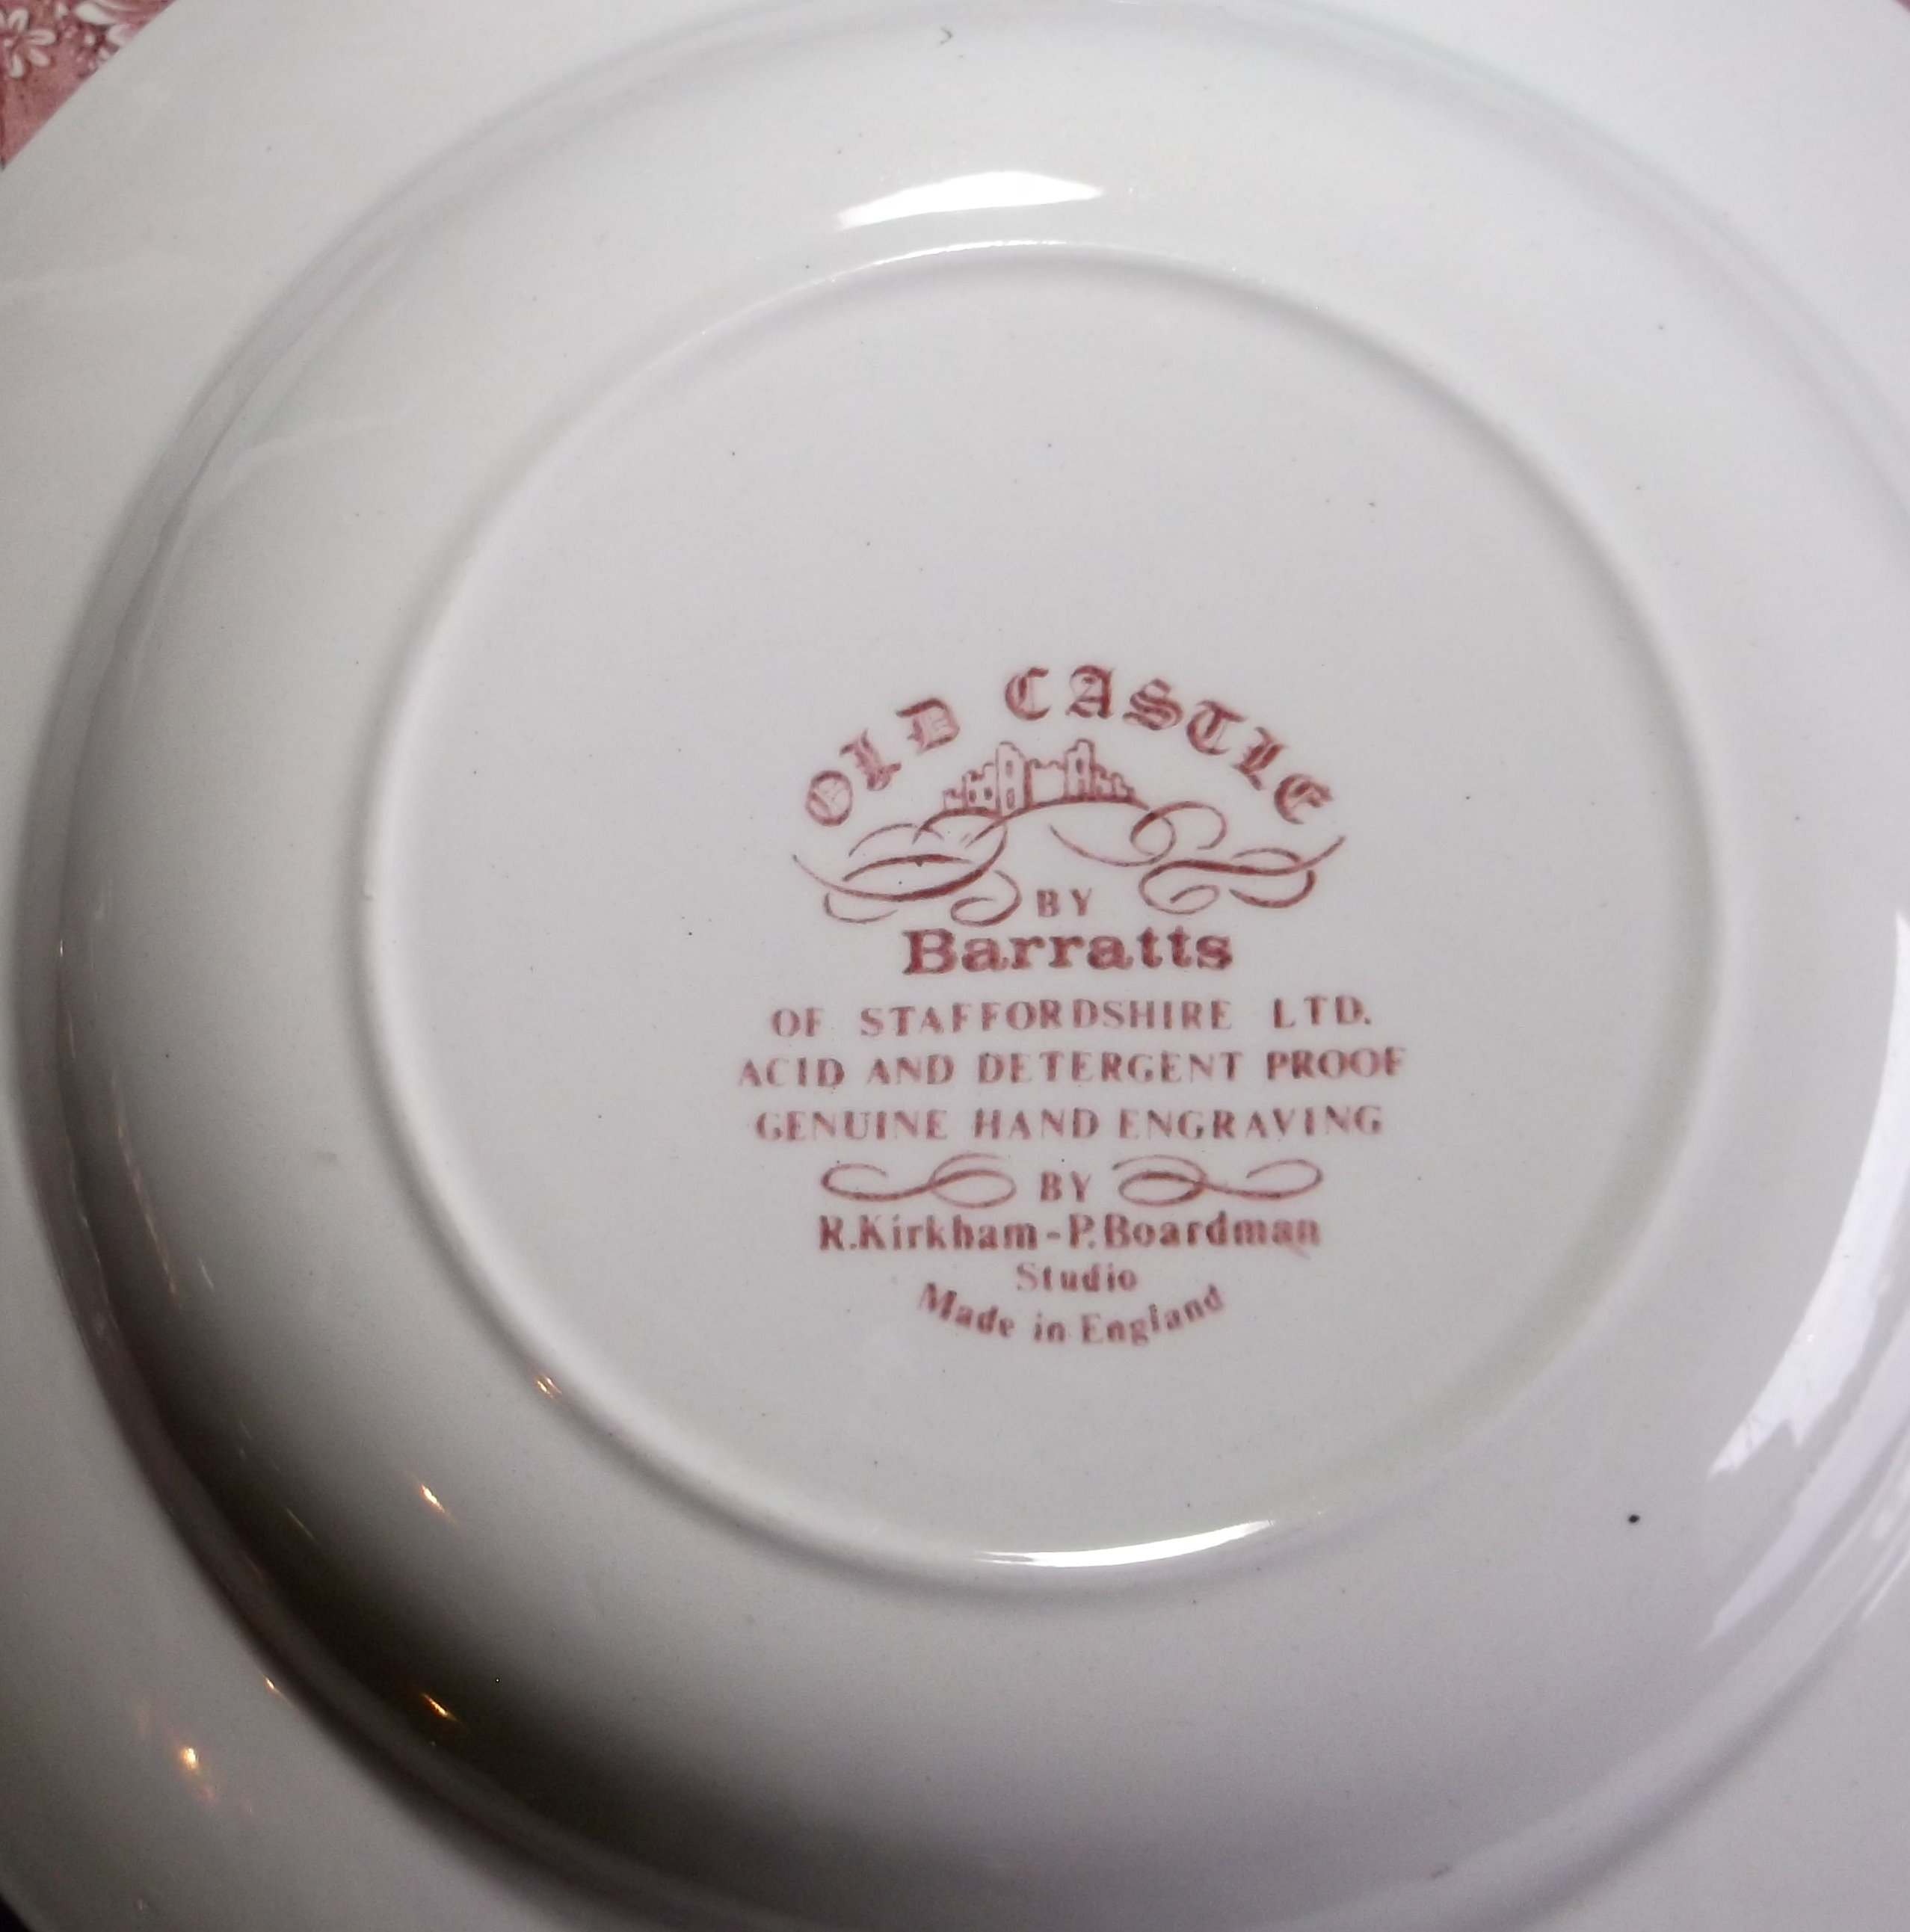 OLD CASTLE
BY
Barratts
OF STAFFORDSHIRE LTD.
ACID AND DETERGENT PROOF
GENUINE HAND ENGRAVING
BY
R.Kirkham-P.Boardman
Studio
Made in England